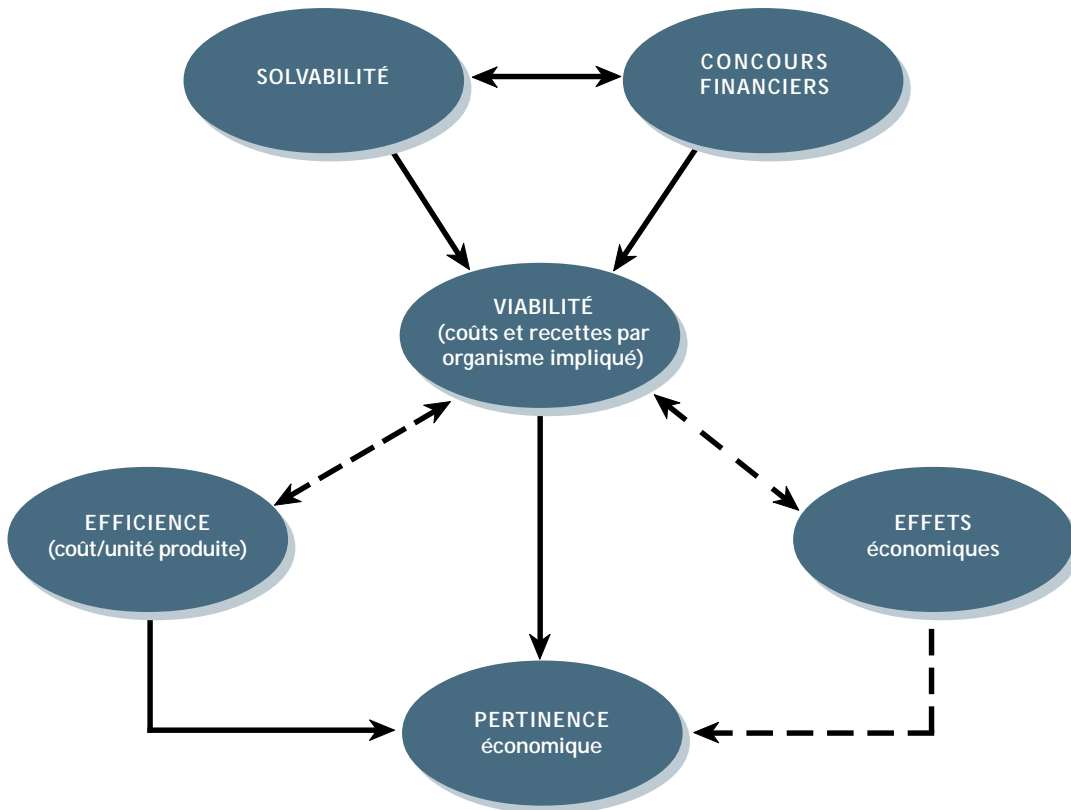 SOLVABILITÉ
CONCOURS
FINANCIERS
VIABILITÉ
(coûts et recettes par
organisme impliqué)
EFFICIENCE
(coût/unité produite)
EFFETS
économiques
PERTINENCE
économique